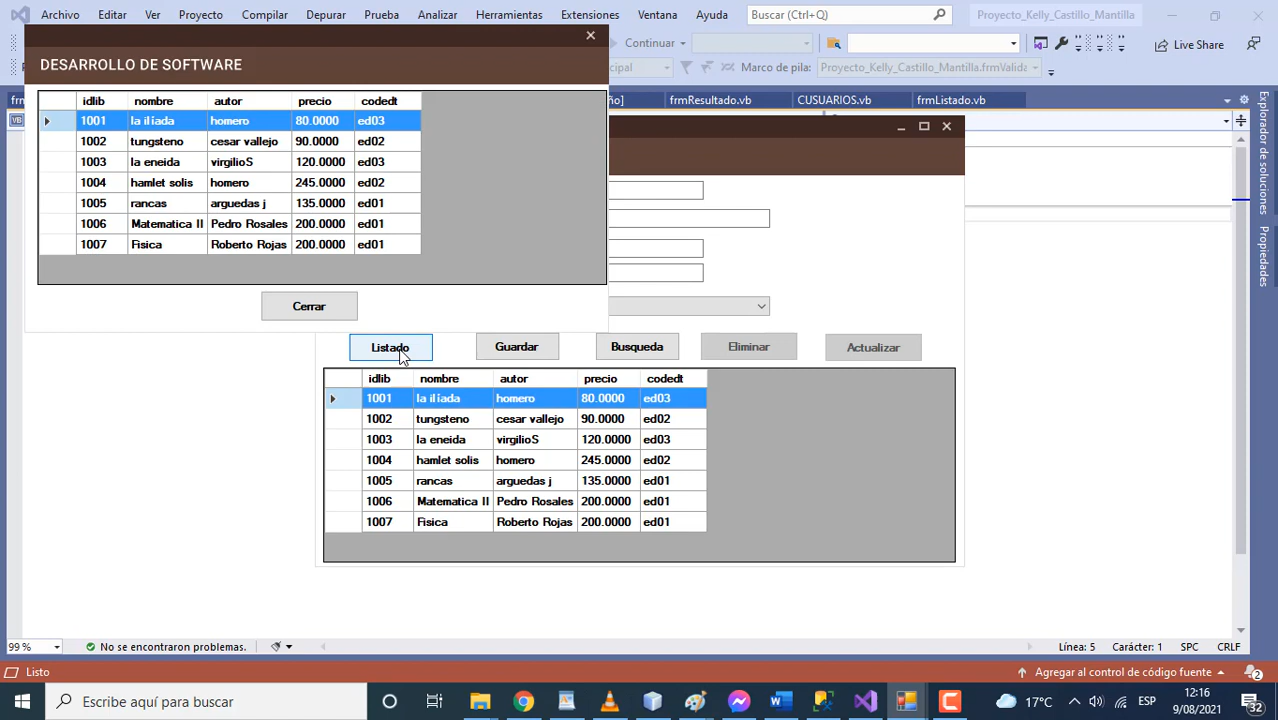 Archivo Editar Ver Proyecto Compilar Depurar Prueba Analizar Herramientas Extensiones Ventana Ayuda Buscar (Ctrl+Q) Proyecto_Kelly_Castillo_Mantilla
Continuar Live Share
DESARROLLO DE SOFTWARE
Marco de pila: Proyecto_Kelly_Castillo_Mantilla.frmValida
frmResultado.vb CUSUARIOS.vb frmListado.vb
idlib nombre autor precio codedt
1001 la ilíada homero 80.0000 ed03
1002 tungsteno cesar vallejo 90.0000 ed02
1003 la eneida virgilioS 120.0000 ed03
1004 hamlet solis homero 245.0000 ed02
1005 rancas arguedas j 135.0000 ed01
1006 Matematica II Pedro Rosales 200.0000 ed01
1007 Fisica Roberto Rojas 200.0000 ed01
Cerrar
Listado Guardar Busqueda Eliminar Actualizar
idlib nombre autor precio codedt
1001 la ilíada homero 80.0000 ed03
1002 tungsteno cesar vallejo 90.0000 ed02
1003 la eneida virgilioS 120.0000 ed03
1004 hamlet solis homero 245.0000 ed02
1005 rancas arguedas j 135.0000 ed01
1006 Matematica II Pedro Rosales 200.0000 ed01
1007 Fisica Roberto Rojas 200.0000 ed01
Explorador de soluciones
Propiedades
99 % No se encontraron problemas. Línea: 5 Carácter: 1 SPC CRLF
Listo Agregar al control de código fuente 2
Escribe aquí para buscar 17°C ESP 12:16
9/08/2021 32